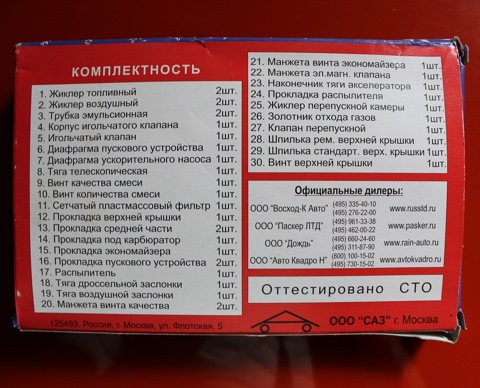 КОМПЛЕКТНОСТЬ
1. Жиклер топливный 2шт.
2. Жиклер воздушный 2шт.
3. Трубка эмульсионная 2шт.
4. Корпус игольчатого клапана 1шт.
5. Игольчатый клапан 1шт.
6. Диафрагма пускового устройства 1шт.
7. Диафрагма ускорительного насоса 1шт.
8. Тяга телескопическая 1шт.
9. Винт качества смеси 1шт.
10. Винт количества смеси 1шт.
11. Сетчатый пластмассовый фильтр 1шт.
12. Прокладка верхней крышки 1шт.
13. Прокладка средней части 2шт.
14. Прокладка под карбюратор 1шт.
15. Прокладка экономайзера 1шт.
16. Прокладка пускового устройства 2шт.
17. Распылитель 1шт.
18. Тяга дроссельной заслонки 1шт.
19. Тяга воздушной заслонки 1шт.
20. Манжета винта качества 2шт.
21. Манжета винта экономайзера 1шт.
22. Манжета эл.магн. клапана 1шт.
23. Наконечник тяги акселератора 1шт.
24. Прокладка распылителя 1шт.
25. Жиклер перепускной камеры 1шт.
26. Золотник отхода газов 1шт.
27. Клапан перепускной 1шт.
28. Шпилька рем. верхней крышки 1шт.
29. Шпилька стандарт. верх. крышки 1шт.
30. Винт верхней крышки 1шт.
Официальные дилеры:
ООО "Восход-К Авто" (495) 335-40-10 (495) 276-22-00 www.russtd.ru
ООО "Паскер ЛТД" (495) 961-33-38 (495) 462-00-22 www.pasker.ru
ООО "Дождь" (495) 660-24-60 (495) 311-87-90 www.rain-auto.ru
ООО "Авто Квадро Н" (800) 100-15-02 (495) 730-15-02 www.avtokvadro.ru
Оттестировано СТО
125493, Россия, г. Москва, ул. Флотская, 5
ООО "САЗ" г. Москва